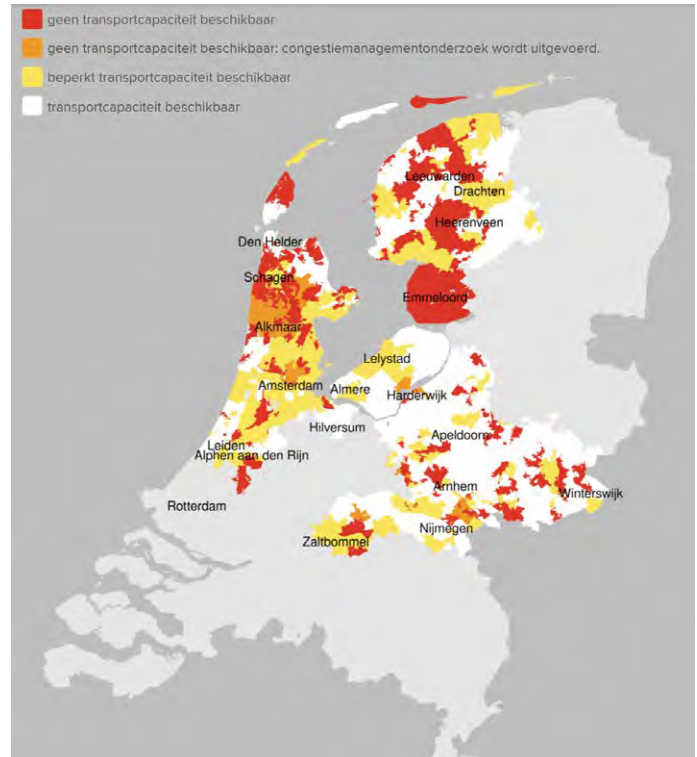 geen transportcapaciteit beschikbaar
geen transportcapaciteit beschikbaar: congestiemanagementonderzoek wordt uitgevoerd.
beperkt transportcapaciteit beschikbaar
transportcapaciteit beschikbaar
Leeuwarden
Drachten
Heerenveen
Den Helder
Schagen
Emmeloord
Alkmaar
Lelystad
Amsterdam
Almere
Harderwijk
Hilversum
Apeldoorn
Leiden
Alphen aan den Rijn
Arnhem
Winterswijk
Rotterdam
Nijmegen
Zaltbommel